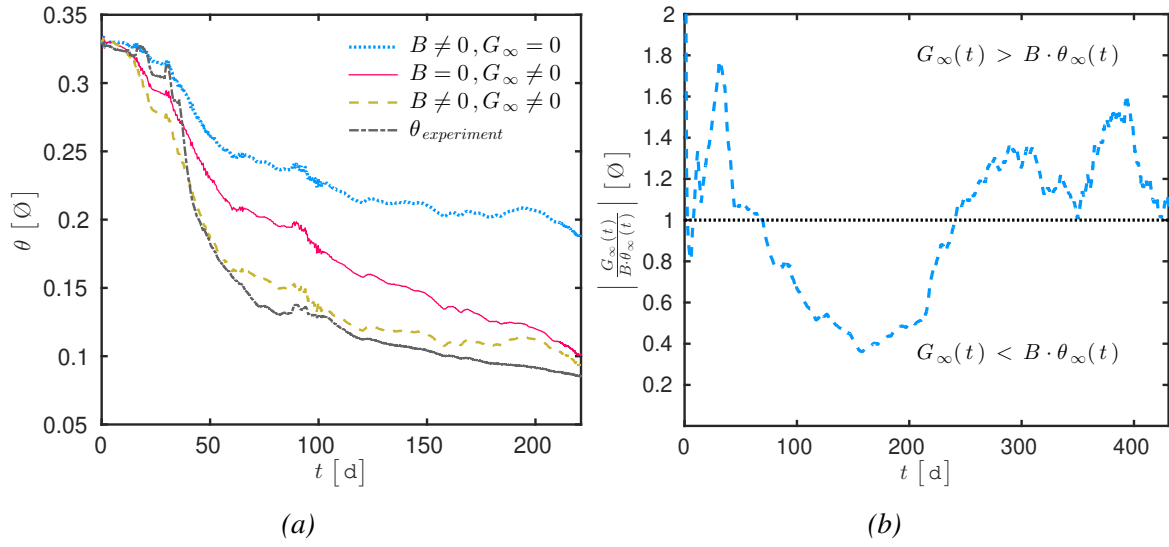 0.35
0.3
0.25
0.2
0.15
0.1
0.05
θ [Ø]
0
50
100
150
200
t [d]
B ≠ 0, G∞ = 0
B = 0, G∞ ≠ 0
B ≠ 0, G∞ ≠ 0
θexperiment
(a)
2
1.8
1.6
1.4
1.2
1
0.8
0.6
0.4
0.2
|G∞(t) / B·θ∞(t)| [Ø]
G∞(t) > B · θ∞(t)
G∞(t) < B · θ∞(t)
0
100
200
300
400
t [d]
(b)